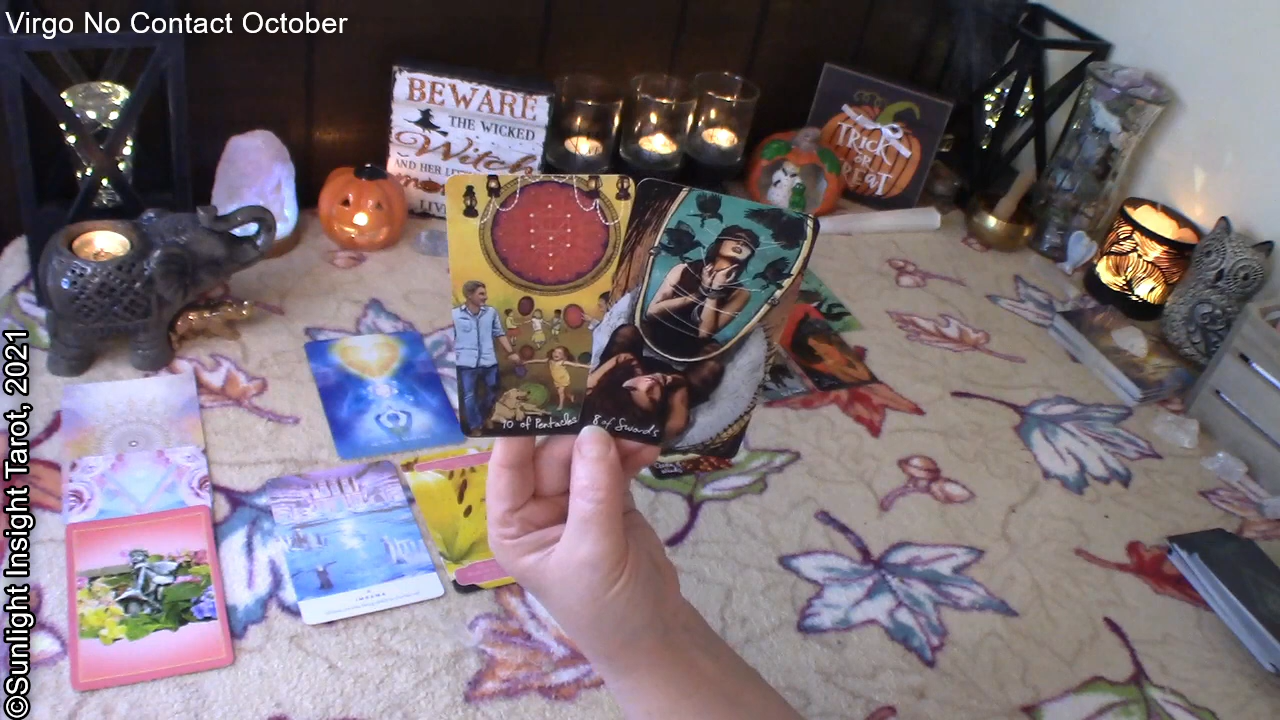 Virgo No Contact October
BEWARE
THE WICKED
Witch
AND HER
TRICK
OR
TREAT
10 of Pentacles
8 of Swords
©Sunlight Insight Tarot, 2021